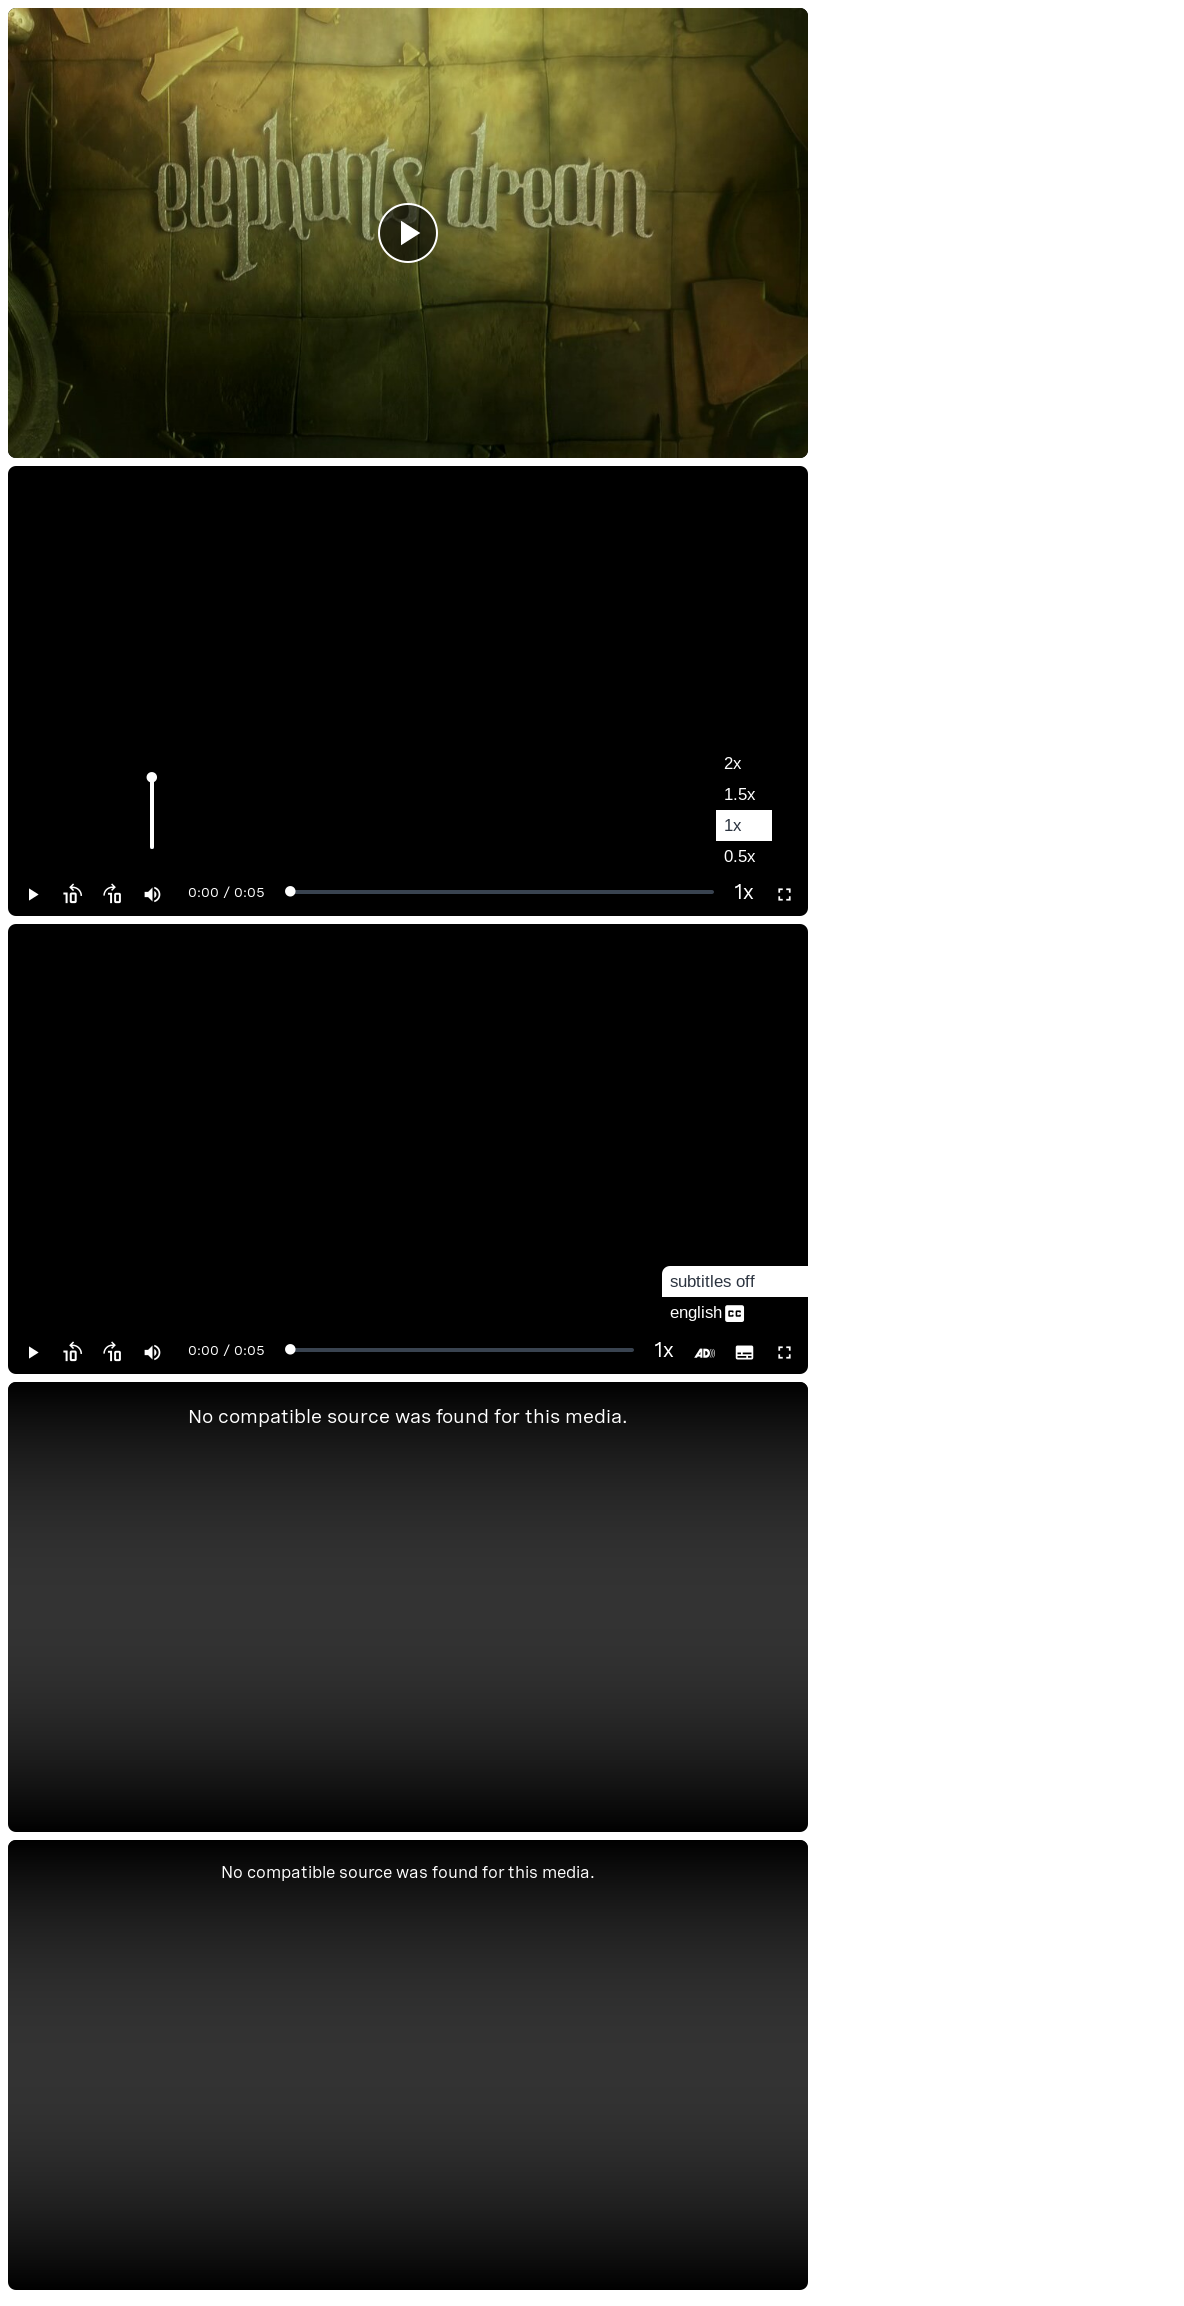 elephants dream
2x
1.5x
1x
0.5x
10 10 0:00 / 0:05 1x
subtitles off
english CC
10 10 0:00 / 0:05 1x AD
No compatible source was found for this media.
No compatible source was found for this media.